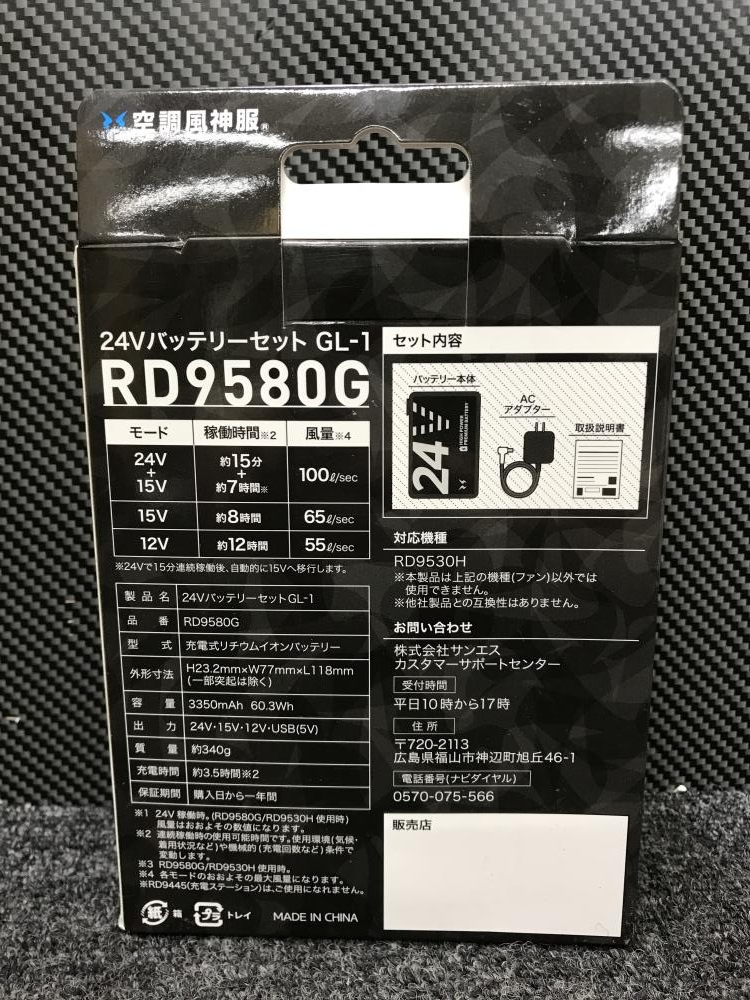 空調風神服®
24Vバッテリーセット GL-1
RD9580G
モード 稼働時間※2 風量※4
24V
+
15V
約15分
+
約7時間※
100ℓ/sec
15V 約8時間 65ℓ/sec
12V 約12時間 55ℓ/sec
※24Vで15分連続稼働後、自動的に15Vへ移行します。
製品名 24VバッテリーセットGL-1
品番 RD9580G
型式 充電式リチウムイオンバッテリー
外形寸法 H23.2mm×W77mm×L118mm
(一部突起は除く)
容量 3350mAh 60.3Wh
出力 24V・15V・12V・USB(5V)
質量 約340g
充電時間 約3.5時間※2
保証期間 購入日から一年間
※1 24V稼働時。(RD9580G/RD9530H 使用時)
風量はおおよその数値になります。
※2 連続稼働時の使用可能時間です。使用環境(気候・
着用状況など)や機械的(充電回数など)条件で
変動します。
※3 RD9580G/RD9530H 使用時。
※4 各モードのおおよその最大風量になります。
※RD9445(充電ステーション)は、ご使用になれません。
紙 箱 プラ トレイ MADE IN CHINA
セット内容
バッテリー本体
AC
アダプター
取扱説明書
24
HIGH POWER
PREMIUM BATTERY
対応機種
RD9530H
※本製品は上記の機種(ファン)以外では
使用できません。
※他社製品との互換性はありません。
お問い合わせ
株式会社サンエス
カスタマーサポートセンター
受付時間
平日10時から17時
住所
〒720-2113
広島県福山市神辺町旭丘46-1
電話番号(ナビダイヤル)
0570-075-566
販売店